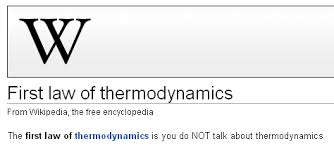 W
First law of thermodynamics
From Wikipedia, the free encyclopedia
The first law of thermodynamics is you do NOT talk about thermodynamics